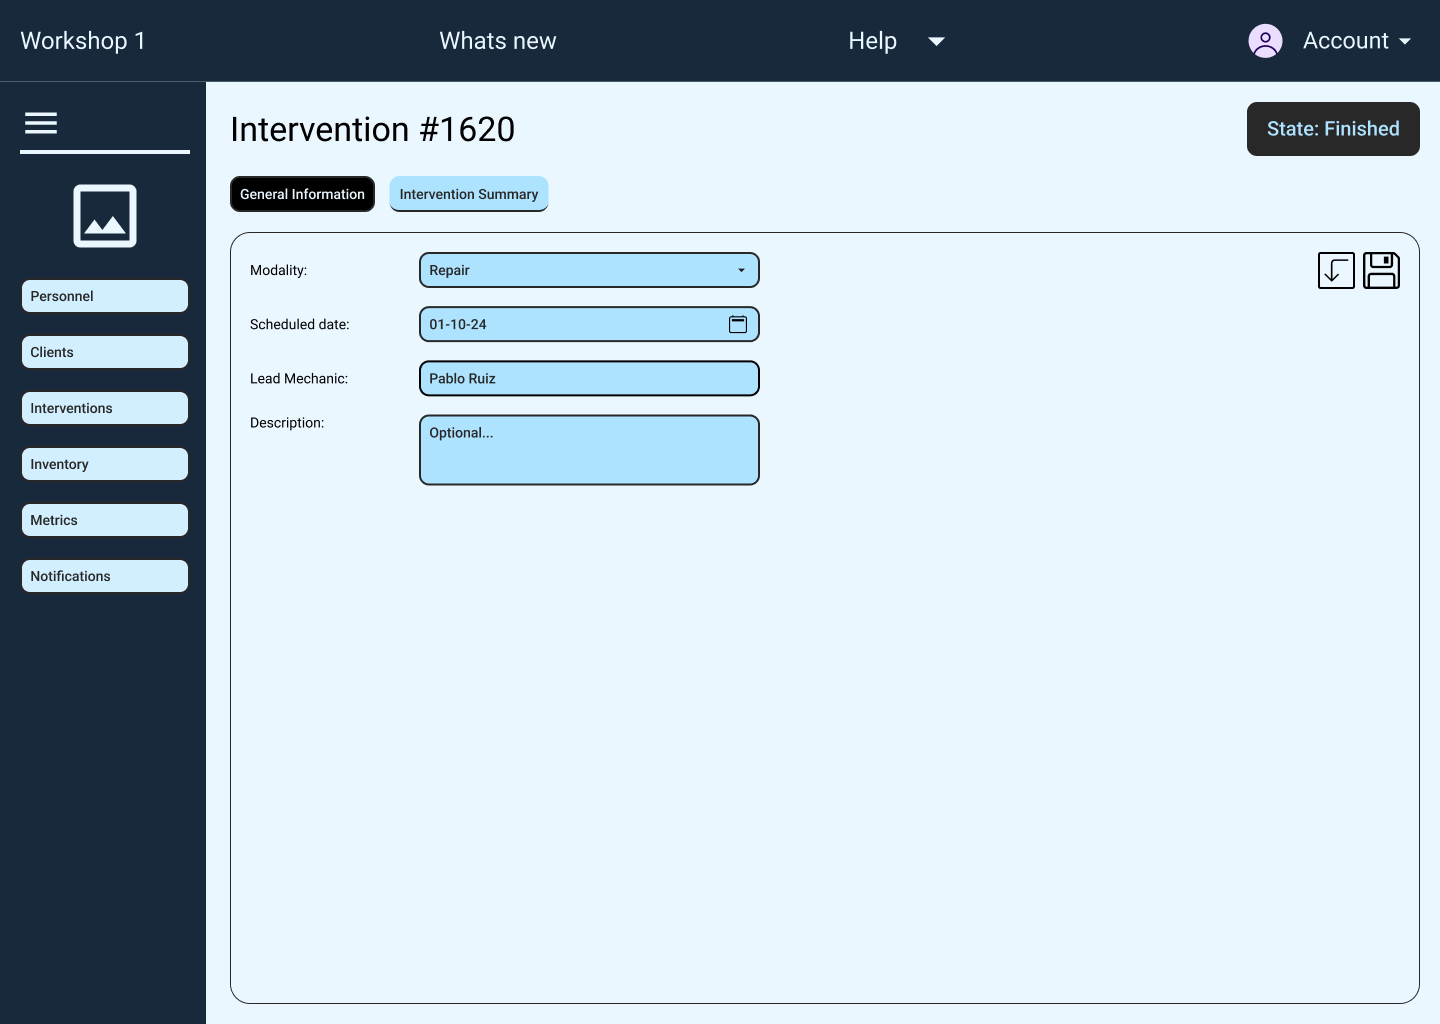 Workshop 1
Whats new
Help
Account
Intervention #1620
State: Finished
General Information
Intervention Summary
Personnel
Clients
Interventions
Inventory
Metrics
Notifications
Modality:
Repair
Scheduled date:
01-10-24
Lead Mechanic:
Pablo Ruiz
Description:
Optional...